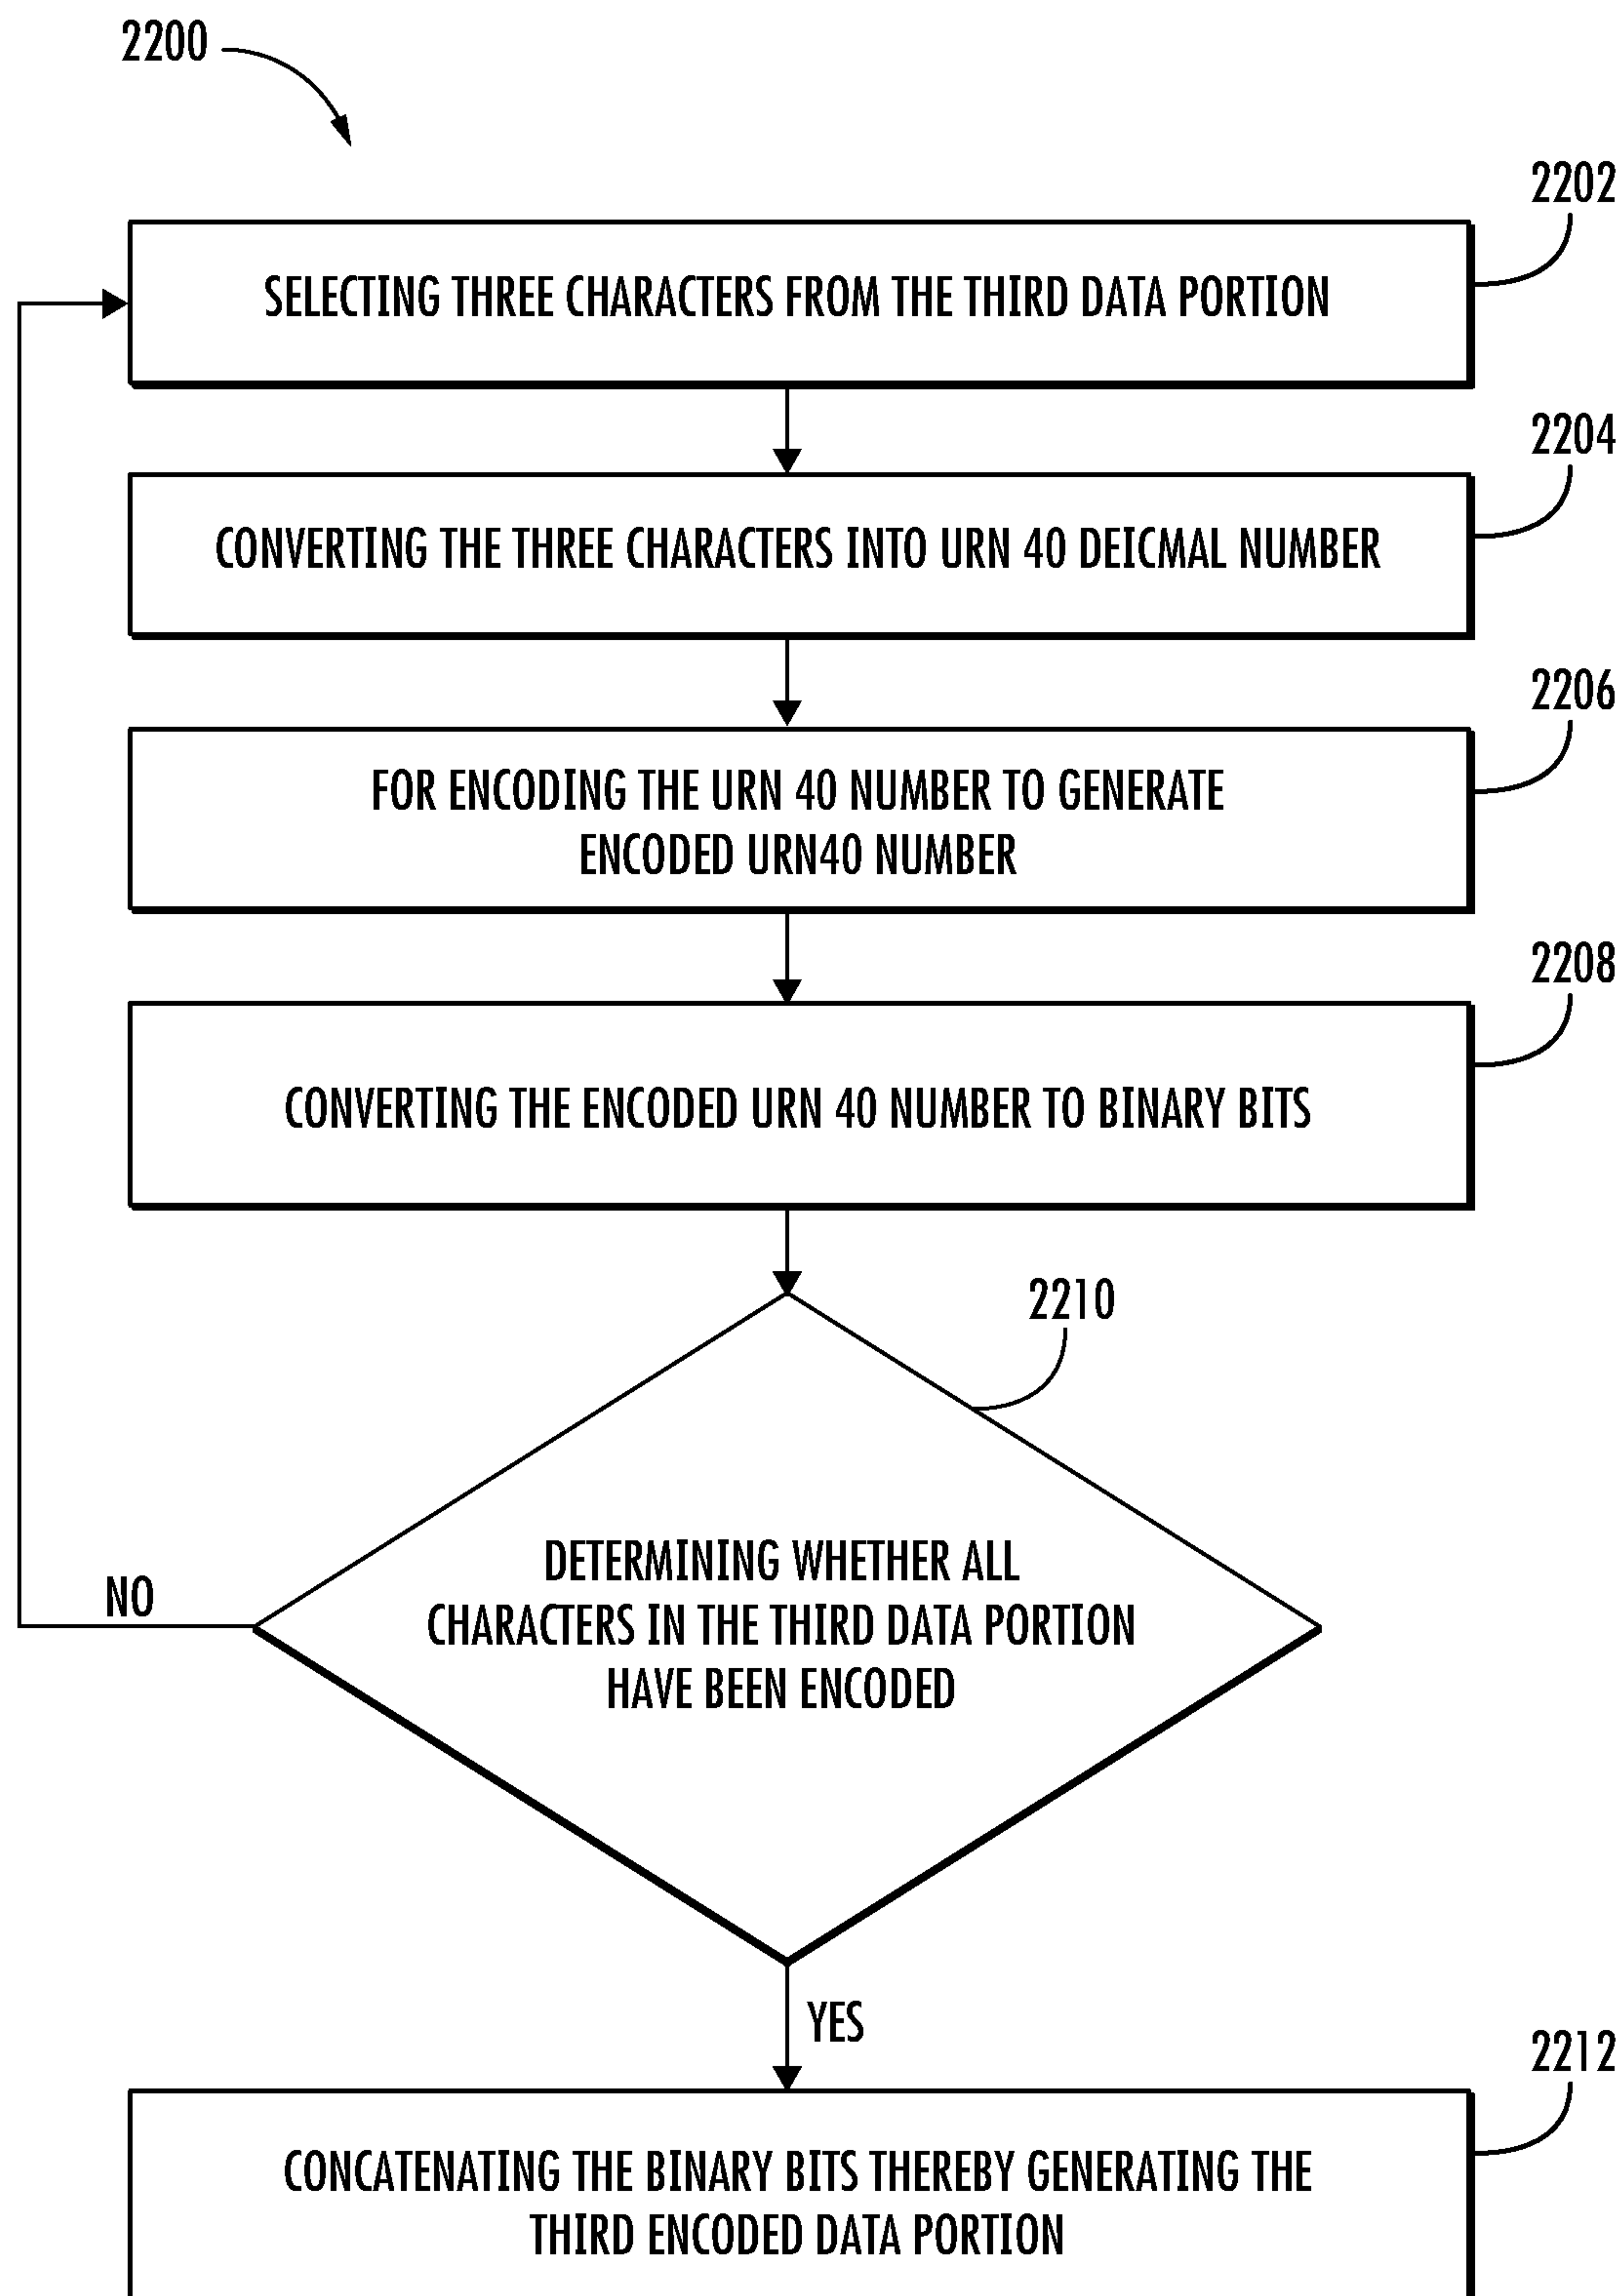 2200
2202
SELECTING THREE CHARACTERS FROM THE THIRD DATA PORTION
2204
CONVERTING THE THREE CHARACTERS INTO URN 40 DEICMAL NUMBER
2206
FOR ENCODING THE URN 40 NUMBER TO GENERATE
ENCODED URN40 NUMBER
2208
CONVERTING THE ENCODED URN 40 NUMBER TO BINARY BITS
2210
DETERMINING WHETHER ALL
CHARACTERS IN THE THIRD DATA PORTION
HAVE BEEN ENCODED
NO
YES
2212
CONCATENATING THE BINARY BITS THEREBY GENERATING THE
THIRD ENCODED DATA PORTION